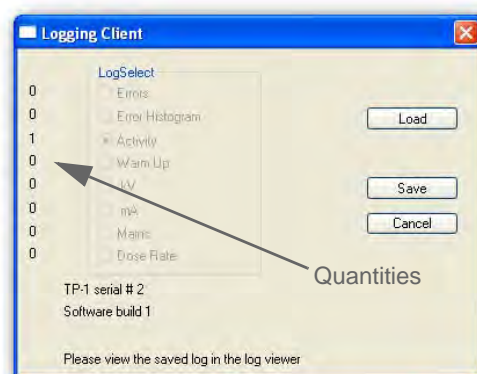 Logging Client
LogSelect
0 Errors
0 Error Histogram Load
1 Activity
0 Warm Up
0 kV Save
0 mA Cancel
0 Mains
0 Dose Rate
Quantities
TP-1 serial # 2
Software build 1
Please view the saved log in the log viewer